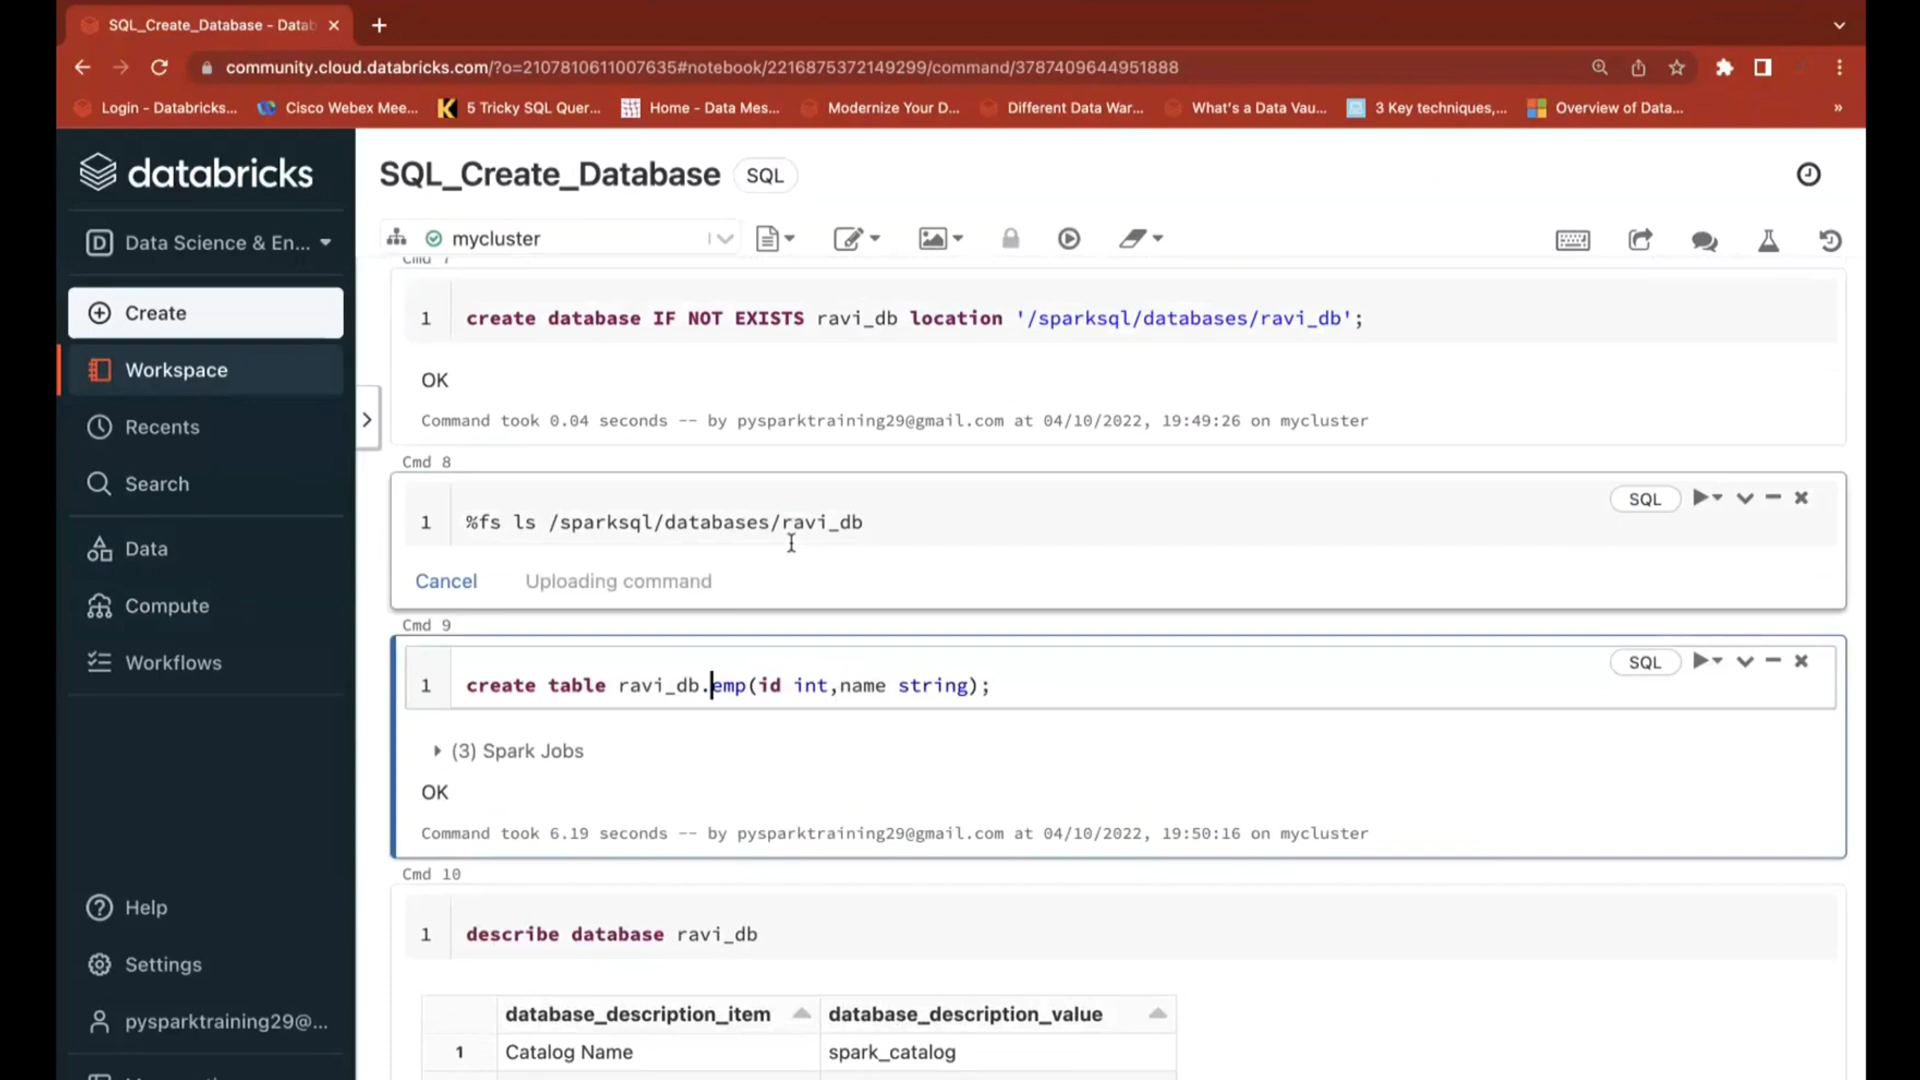 SQL_Create_Database - Datab
community.cloud.databricks.com/?o=2107810611007635#notebook/2216875372149299/command/3787409644951888
Login - Databricks... Cisco Webex Mee... 5 Tricky SQL Quer... Home - Data Mes... Modernize Your D... Different Data War... What's a Data Vau... 3 Key techniques,... Overview of Data... »
databricks
SQL_Create_Database SQL
D Data Science & En...
mycluster
Cmd 7
Create
1 create database IF NOT EXISTS ravi_db location '/sparksql/databases/ravi_db';
Workspace
OK
Command took 0.04 seconds -- by pysparktraining29@gmail.com at 04/10/2022, 19:49:26 on mycluster
Recents
Cmd 8
Search
SQL
1 %fs ls /sparksql/databases/ravi_db
Data
Cancel Uploading command
Compute
Cmd 9
Workflows
SQL
1 create table ravi_db.emp(id int,name string);
(3) Spark Jobs
OK
Command took 6.19 seconds -- by pysparktraining29@gmail.com at 04/10/2022, 19:50:16 on mycluster
Cmd 10
Help
1 describe database ravi_db
Settings
database_description_item database_description_value
pysparktraining29@...
1 Catalog Name spark_catalog